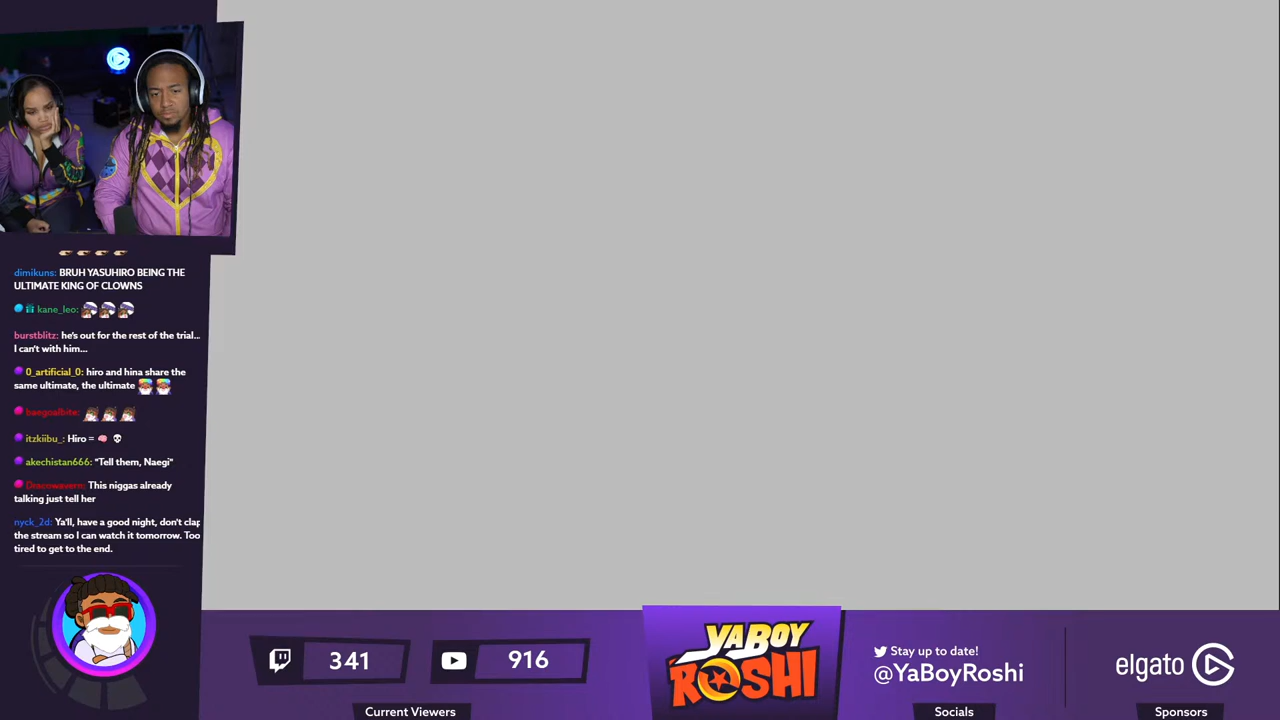 dimikuns: BRUH YASUHIRO BEING THE
ULTIMATE KING OF CLOWNS
kane_leo:
burstblitz: he's out for the rest of the trial...
I can't with him...
0_artificial_0: hiro and hina share the
same ultimate, the ultimate
baegoalbite:
itzkiibu_: Hiro =
akechistan666: "Tell them, Naegi"
Discowavern: This niggas already
talking just tell her
nyck_2d: Ya'll, have a good night, don't clap
the stream so I can watch it tomorrow. Too
tired to get to the end.
341
916
Current Viewers
YABOY
ROSHI
Stay up to date!
@YaBoyRoshi
Socials
elgato
Sponsors